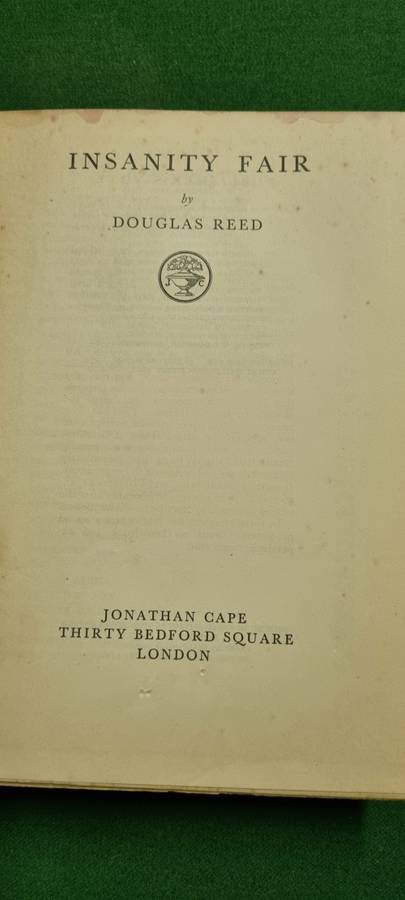 INSANITY FAIR
by
DOUGLAS REED
J C
JONATHAN CAPE
THIRTY BEDFORD SQUARE
LONDON